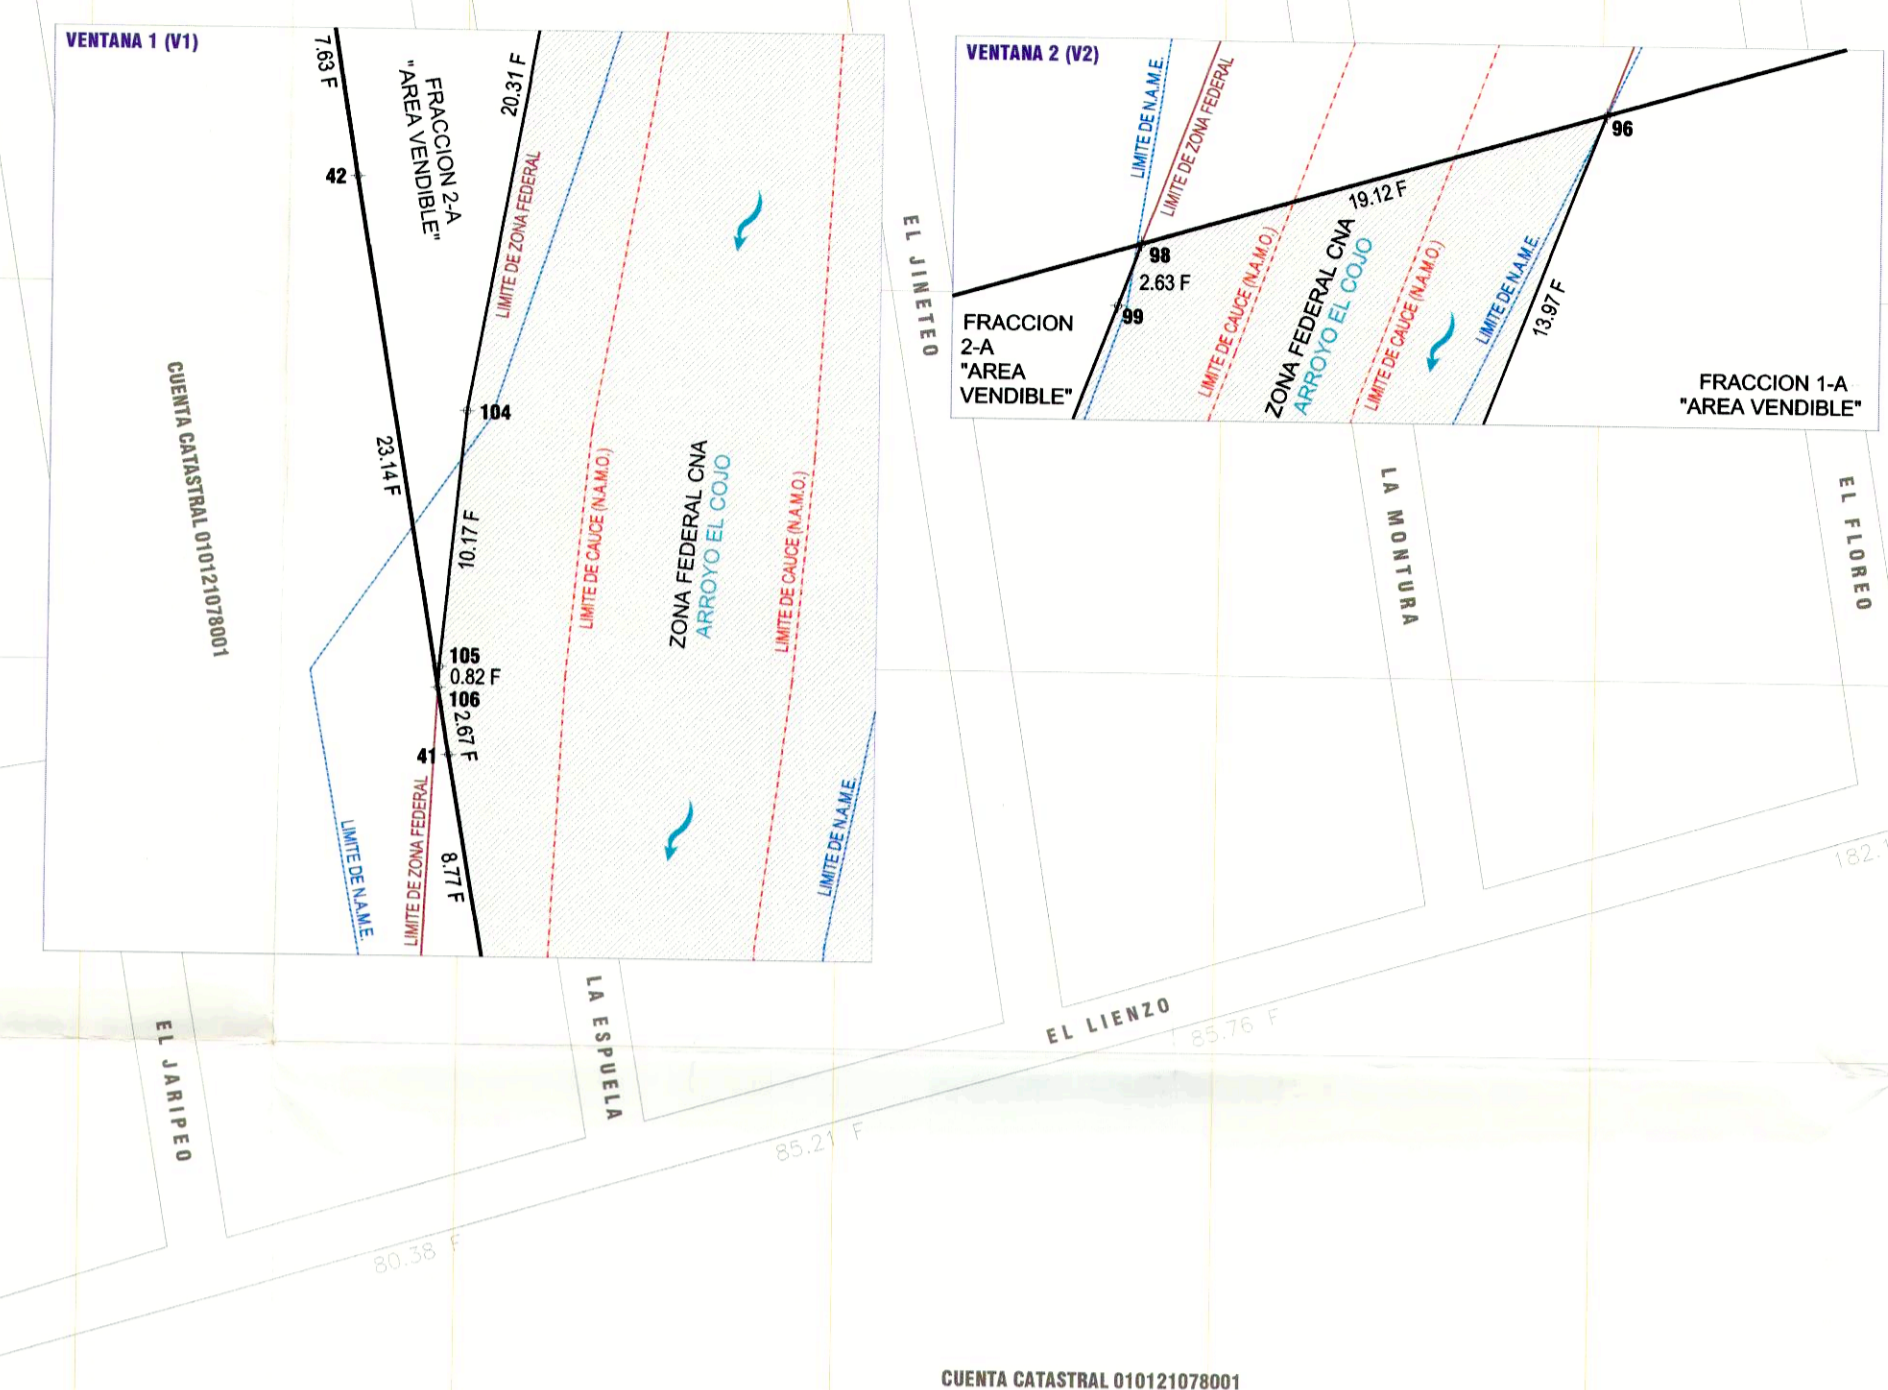 VENTANA 1 (V1)
7.63 F
FRACCION 2-A
"AREA VENDIBLE"
20.31 F
42
LIMITE DE ZONA FEDERAL
104
CUENTA CATASTRAL 010121078001
23.14 F
10.17 F
LIMITE DE CAUCE (N.A.M.O.)
ZONA FEDERAL CNA
ARROYO EL COJO
LIMITE DE CAUCE (N.A.M.O.)
105
0.82 F
106
2.67 F
41
LIMITE DE N.A.M.E.
LIMITE DE ZONA FEDERAL
8.77 F
LIMITE DE N.A.M.E.
VENTANA 2 (V2)
LIMITE DE N.A.M.E.
LIMITE DE ZONA FEDERAL
96
19.12 F
98
2.63 F
99
FRACCION
2-A
"AREA
VENDIBLE"
LIMITE DE CAUCE (N.A.M.O.)
ZONA FEDERAL CNA
ARROYO EL COJO
LIMITE DE CAUCE (N.A.M.O.)
LIMITE DE N.A.M.E.
13.97 F
FRACCION 1-A
"AREA VENDIBLE"
EL JINETEO
LA MONTURA
EL FLOREO
EL JARIPEO
LA ESPUELA
EL LIENZO
80.38 F
85.21 F
85.76 F
CUENTA CATASTRAL 010121078001